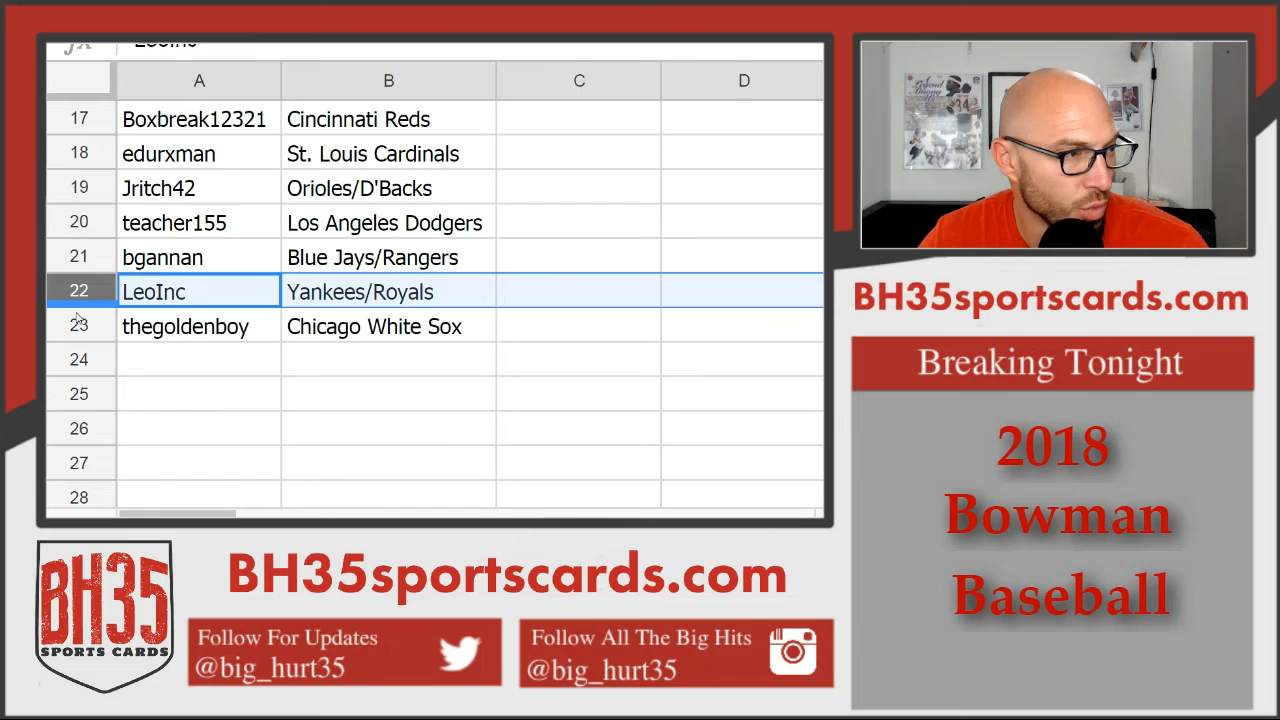 A B C D
17 Boxbreak12321 Cincinnati Reds
18 edurxman St. Louis Cardinals
19 Jritch42 Orioles/D'Backs
20 teacher155 Los Angeles Dodgers
21 bgannan Blue Jays/Rangers
22 LeoInc Yankees/Royals
23 thegoldenboy Chicago White Sox
24
25
26
27
28
BH35sportscards.com
Breaking Tonight
2018
Bowman
Baseball
BH35
SPORTS CARDS
BH35sportscards.com
Follow For Updates
@big_hurt35
Follow All The Big Hits
@big_hurt35